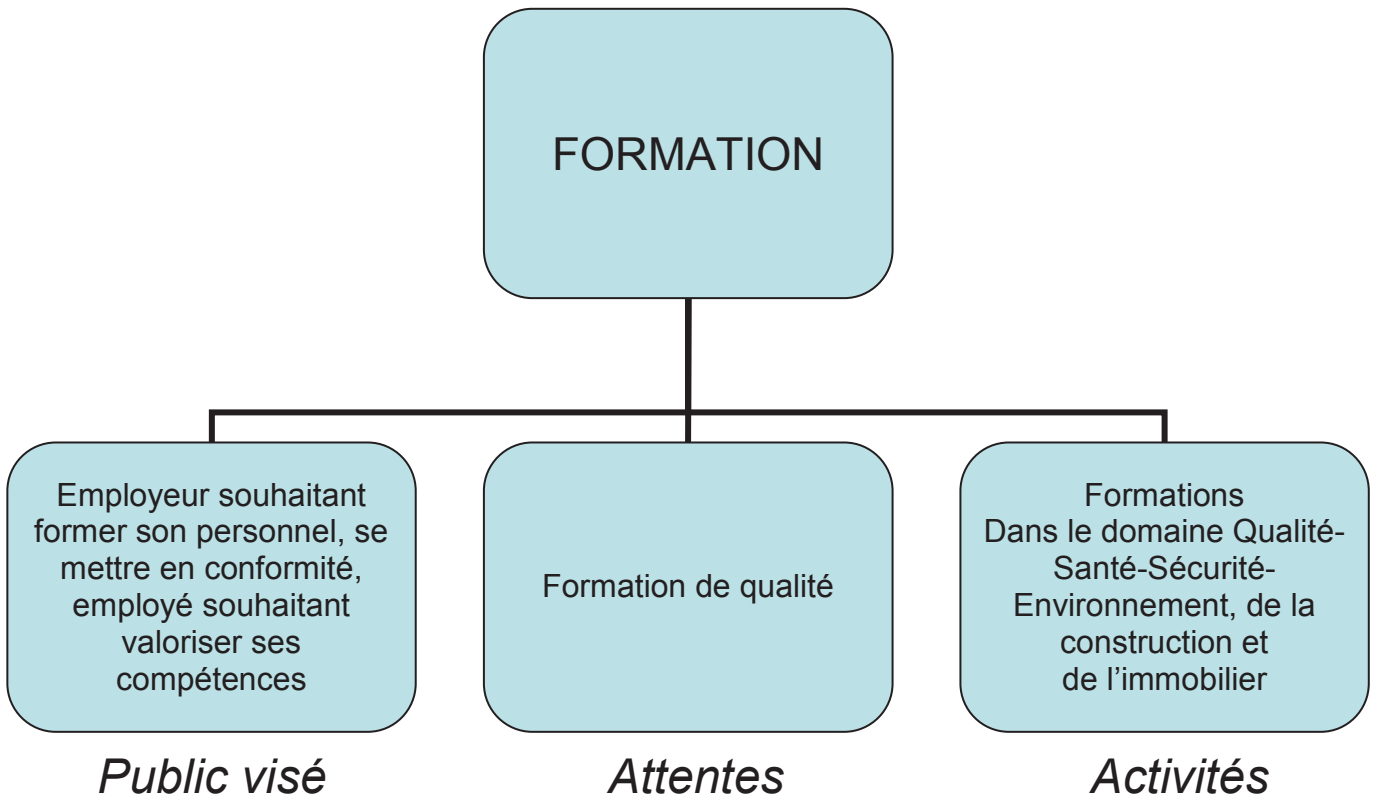 FORMATION
Employeur souhaitant
former son personnel, se
mettre en conformité,
employé souhaitant
valoriser ses
compétences
Formation de qualité
Formations
Dans le domaine Qualité-
Santé-Sécurité-
Environnement, de la
construction et
de l’immobilier
Public visé
Attentes
Activités